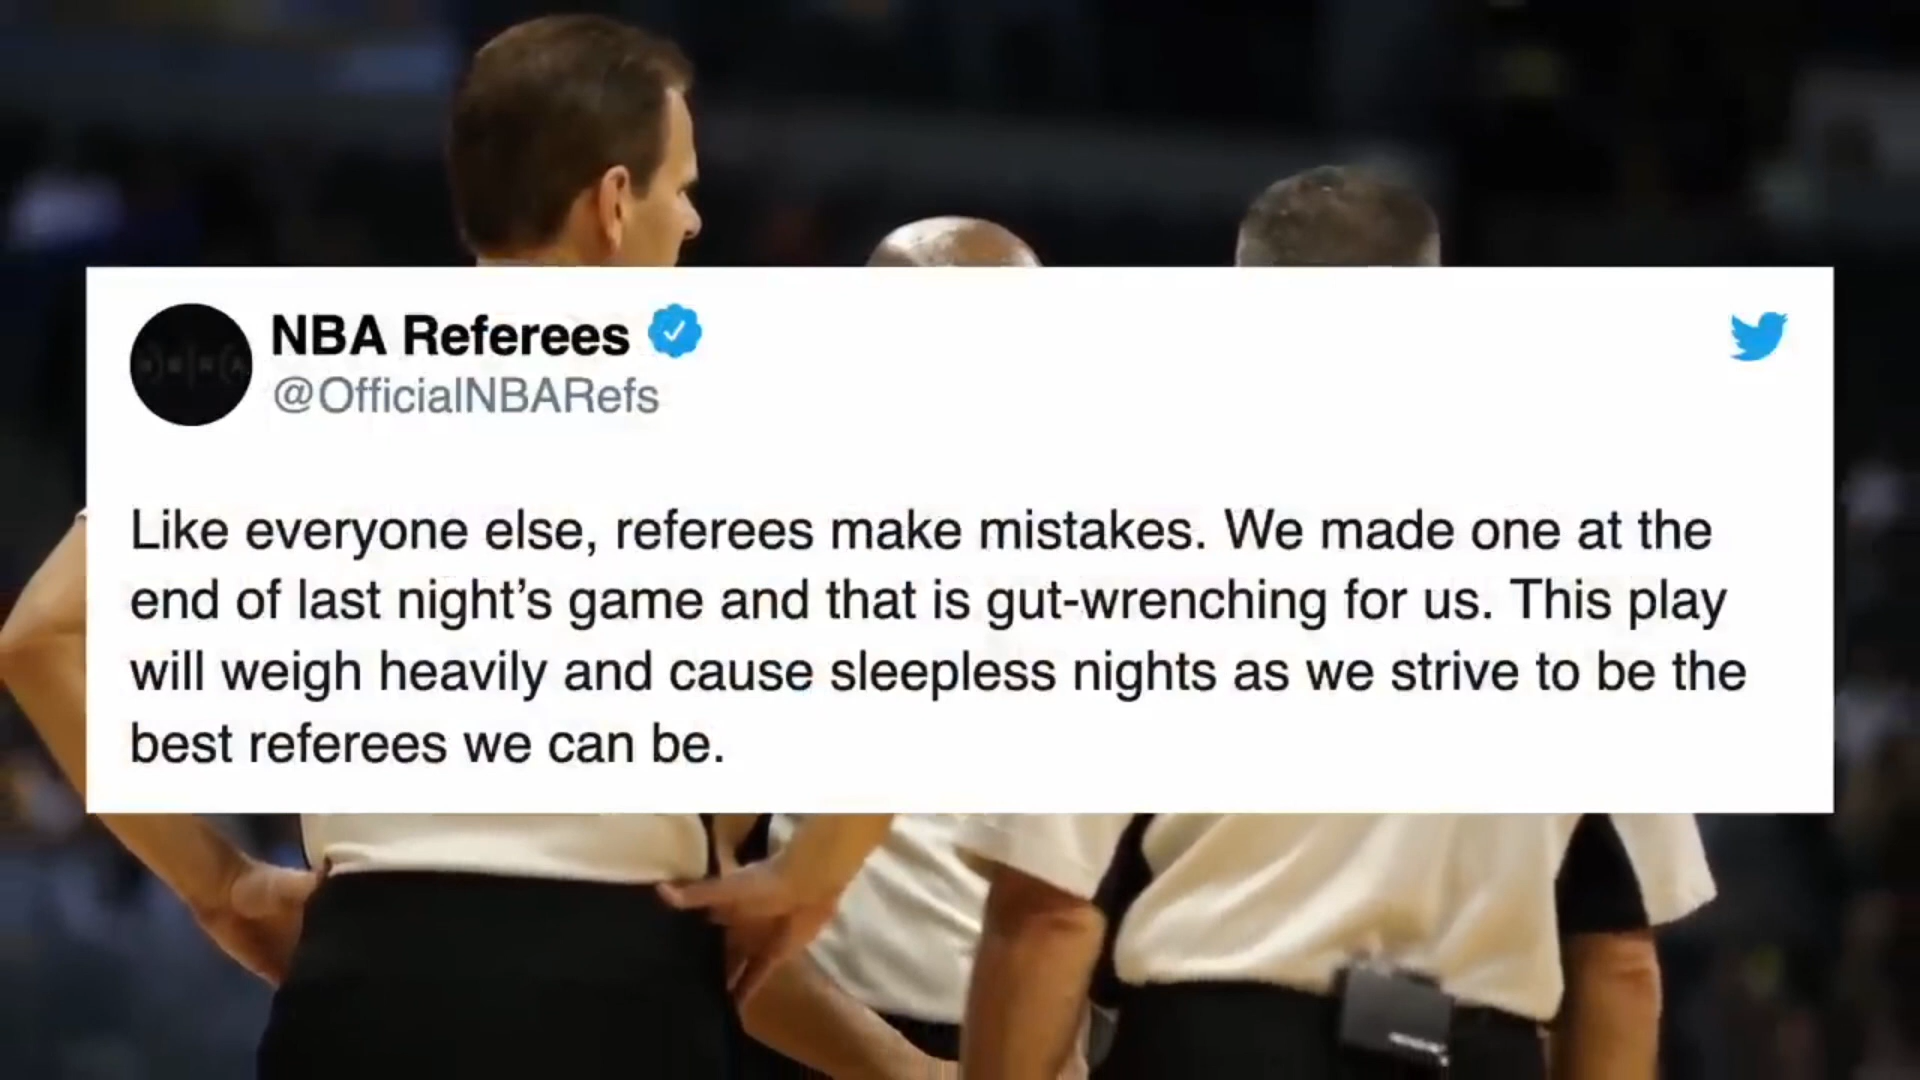 NBA Referees
@OfficialNBARefs
Like everyone else, referees make mistakes. We made one at the
end of last night’s game and that is gut-wrenching for us. This play
will weigh heavily and cause sleepless nights as we strive to be the
best referees we can be.